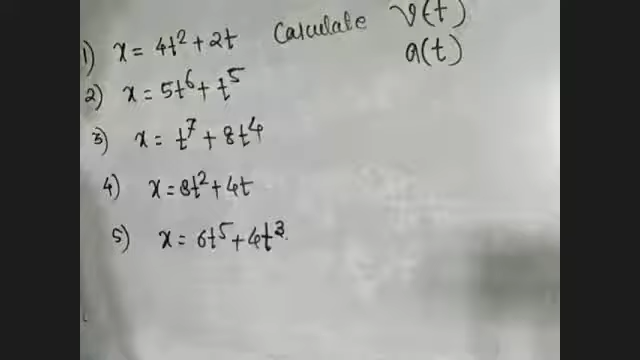 1) x = 4t² + 2t Calculate v(t)
a(t)
2) x = 5t⁶ + t⁵
3) x = t⁷ + 8t⁴
4) x = 8t² + 4t
5) x = 6t⁵ + 4t³